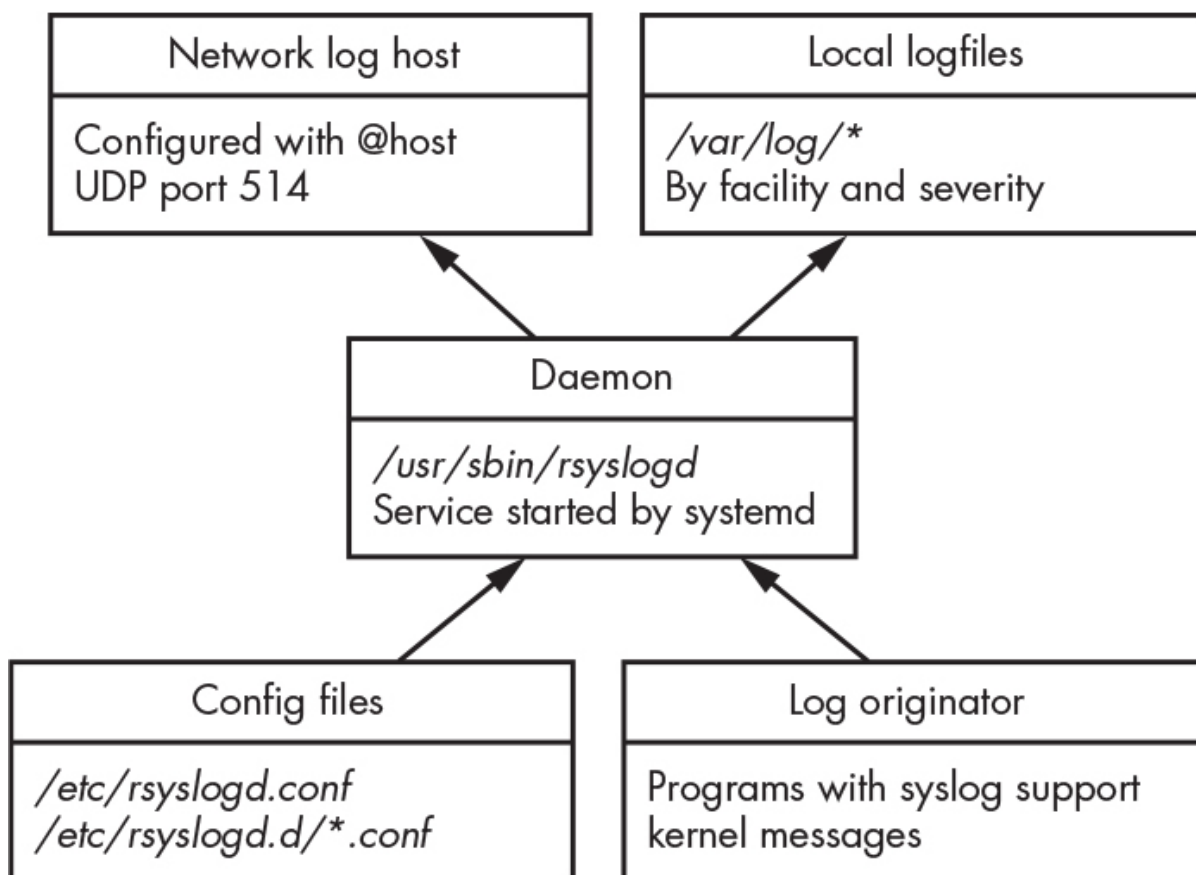 Network log host
Configured with @host
UDP port 514
Local logfiles
/var/log/*
By facility and severity
Daemon
/usr/sbin/rsyslogd
Service started by systemd
Config files
/etc/rsyslogd.conf
/etc/rsyslogd.d/*.conf
Log originator
Programs with syslog support
kernel messages